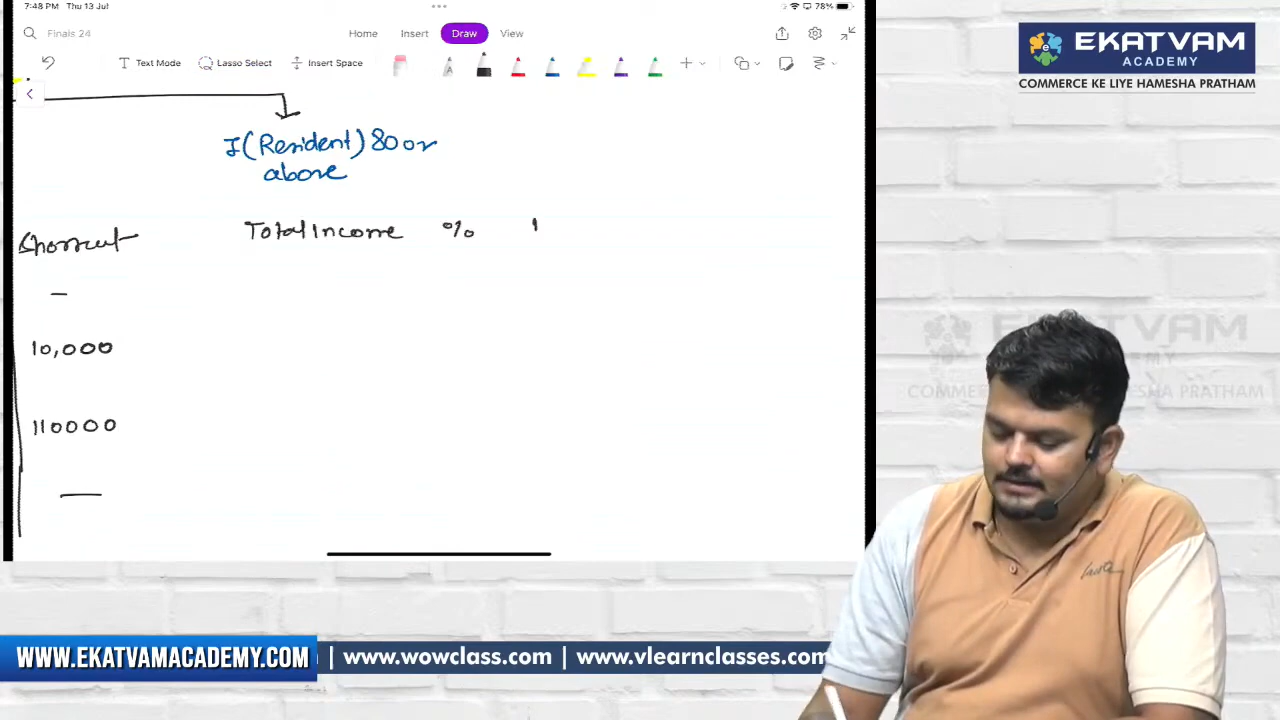 7:48 PM Thu 13 Jul
78%
Finals 24
Home Insert Draw View
Text Mode Lasso Select Insert Space
EKATVAM
ACADEMY
COMMERCE KE LIYE HAMESHA PRATHAM
I (Resident) 80 or
above
Shortcut Total Income %
—
10,000
110000
—
WWW.EKATVAMACADEMY.COM | www.wowclass.com | www.vlearnclasses.com